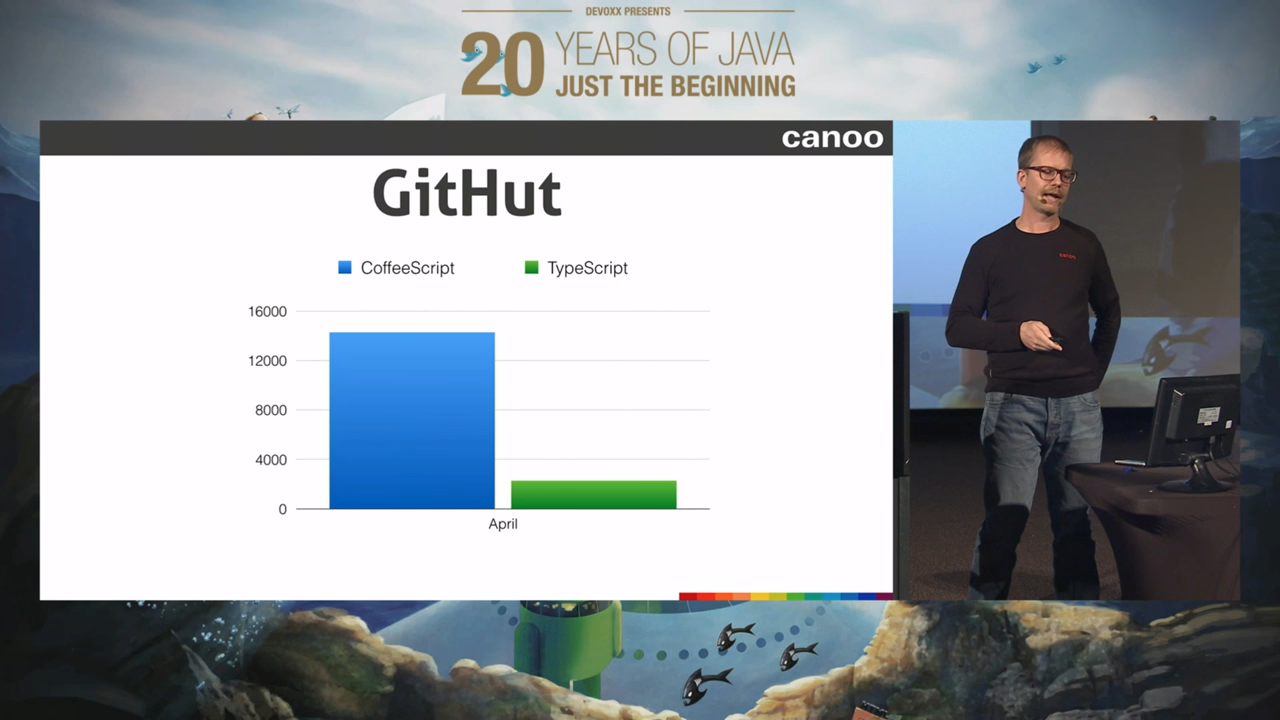 DEVOXX PRESENTS
20 YEARS OF JAVA
JUST THE BEGINNING
canoo
GitHut
CoffeeScript TypeScript
16000
12000
8000
4000
0
April
canoo